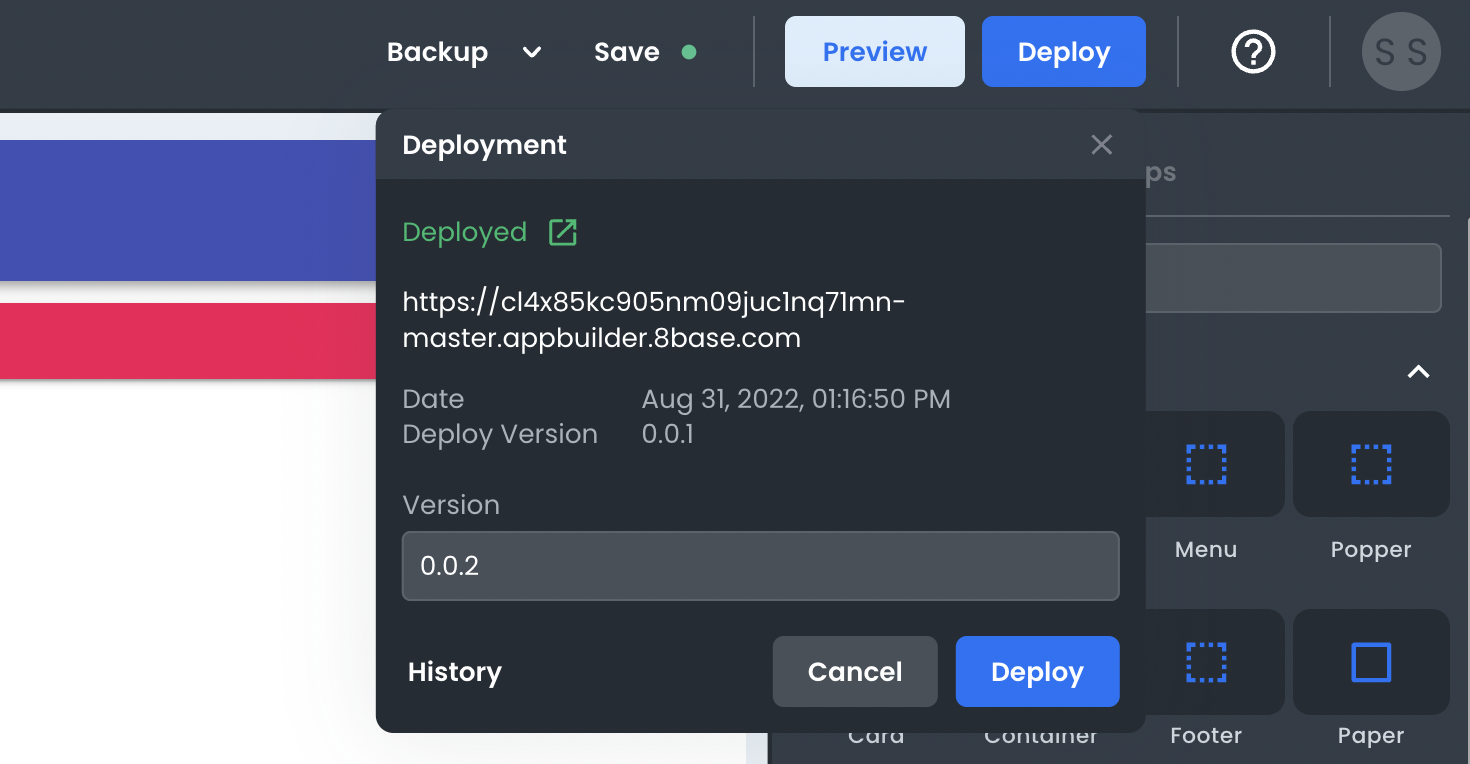 Backup Save Preview Deploy ? S S
Deployment
ps
Deployed
https://cl4x85kc905nm09juc1nq71mn-
master.appbuilder.8base.com
Date Aug 31, 2022, 01:16:50 PM
Deploy Version 0.0.1
Version
0.0.2
Menu Popper
History Cancel Deploy
Card Container Footer Paper